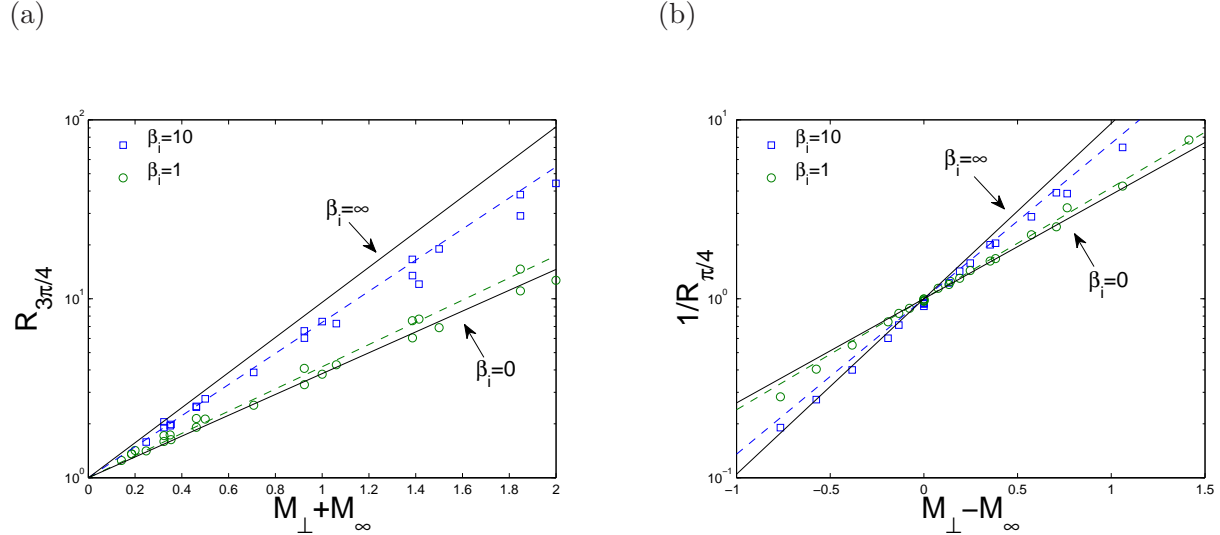 (a)
(b)
10²
10¹
10⁰
R_{3π/4}
β_i=10
β_i=1
β_i=∞
β_i=0
0 0.2 0.4 0.6 0.8 1 1.2 1.4 1.6 1.8 2
M_⊥+M_∞
10¹
10⁰
10⁻¹
1/R_{π/4}
β_i=10
β_i=1
β_i=∞
β_i=0
−1 −0.5 0 0.5 1 1.5
M_⊥−M_∞